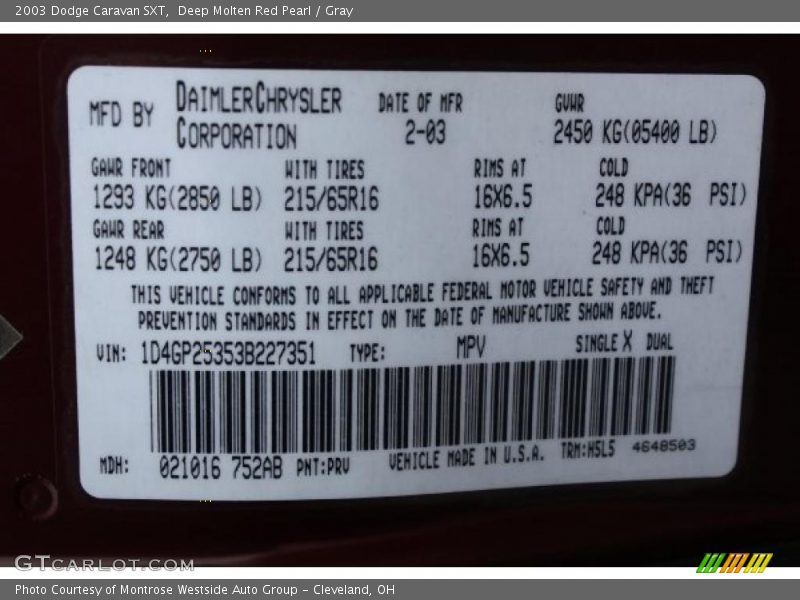 2003 Dodge Caravan SXT,  Deep Molten Red Pearl / Gray
MFD BY DAIMLERCHRYSLER CORPORATION DATE OF MFR 2-03 GVWR 2450 KG(05400 LB)
GAWR FRONT WITH TIRES RIMS AT COLD
1293 KG(2850 LB) 215/65R16 16X6.5 248 KPA(36 PSI)
GAWR REAR WITH TIRES RIMS AT COLD
1248 KG(2750 LB) 215/65R16 16X6.5 248 KPA(36 PSI)
THIS VEHICLE CONFORMS TO ALL APPLICABLE FEDERAL MOTOR VEHICLE SAFETY AND THEFT
PREVENTION STANDARDS IN EFFECT ON THE DATE OF MANUFACTURE SHOWN ABOVE.
VIN: 1D4GP25353B227351 TYPE: MPV SINGLE X DUAL
MDH: 021016 752AB PNT:PRV VEHICLE MADE IN U.S.A. TRM:HSL5 4648503
GTCARLOT.COM
Photo Courtesy of Montrose Westside Auto Group - Cleveland, OH